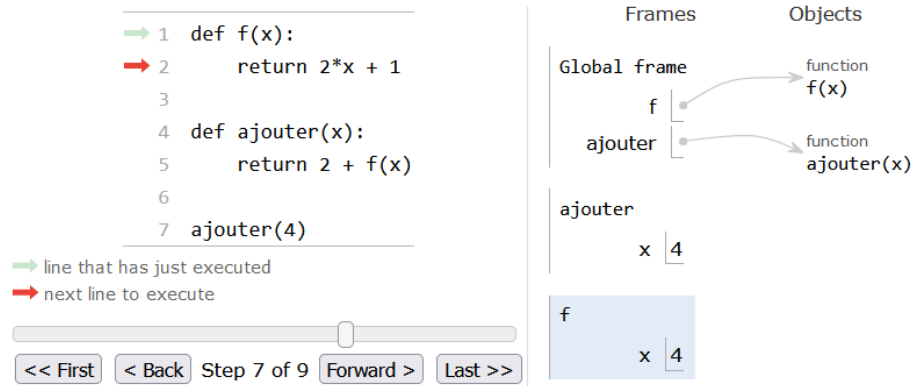 1 def f(x):
2 return 2*x + 1
3
4 def ajouter(x):
5 return 2 + f(x)
6
7 ajouter(4)
line that has just executed
next line to execute
<< First < Back Step 7 of 9 Forward > Last >>
Frames Objects
Global frame
f
ajouter
function
f(x)
function
ajouter(x)
ajouter
x 4
f
x 4